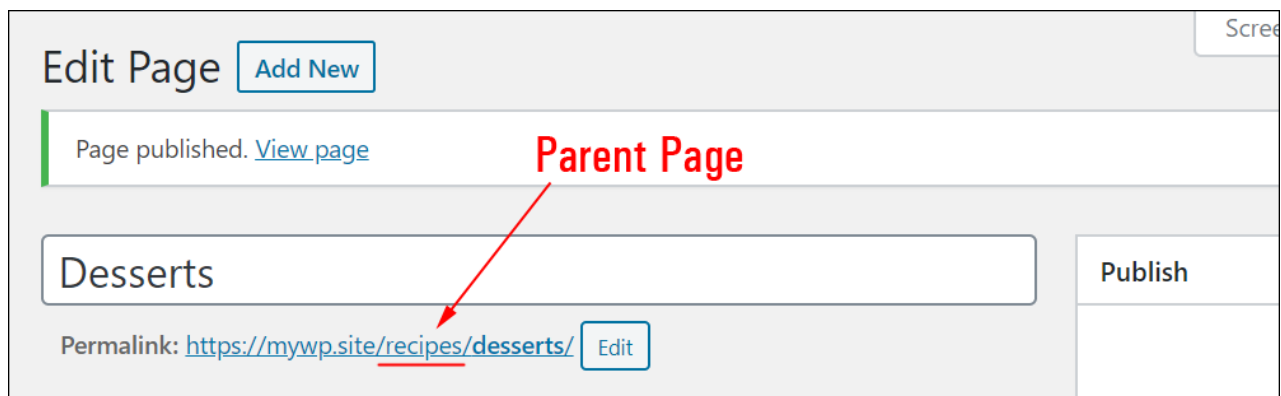 Scree
Edit Page Add New
Page published. View page
Parent Page
Desserts
Publish
Permalink: https://mywp.site/recipes/desserts/ Edit